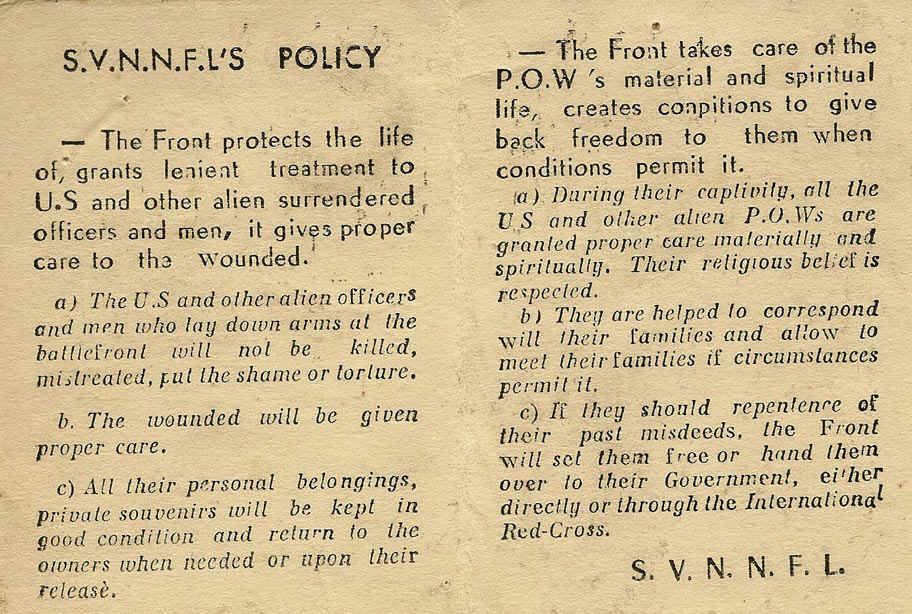 S.V.N.N.F.L'S POLICY
— The Front protects the life
of, grants lenient treatment to
U.S and other alien surrendered
officers and men, it gives proper
care to the wounded.
a) The U.S and other alien officers
and men who lay down arms at the
battlefront will not be killed,
mistreated, put the shame or torture.
b. The wounded will be given
proper care.
c) All their personal belongings,
private souvenirs will be kept in
good condition and return to the
owners when needed or upon their
release.
— The Front takes care of the
P.O.W 's material and spiritual
life, creates conpitions to give
back freedom to them when
conditions permit it.
(a) During their captivity, all the
U S and other alien P.O.Ws are
granted proper care materially and
spiritually. Their religious belief is
respected.
b) They are helped to correspond
will their families and allow to
meet their families if circumstances
permit it.
c) If they should repentence of
their past misdeeds, the Front
will set them free or hand them
over to their Government, either
directly or through the International
Red-Cross.
S. V. N. N. F. L.